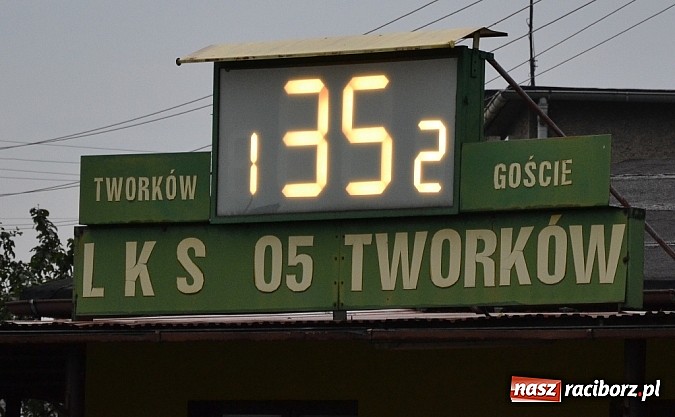 1 35 2
TWORKÓW
GOŚCIE
LKS 05 TWORKÓW
nasz raciborz.pl